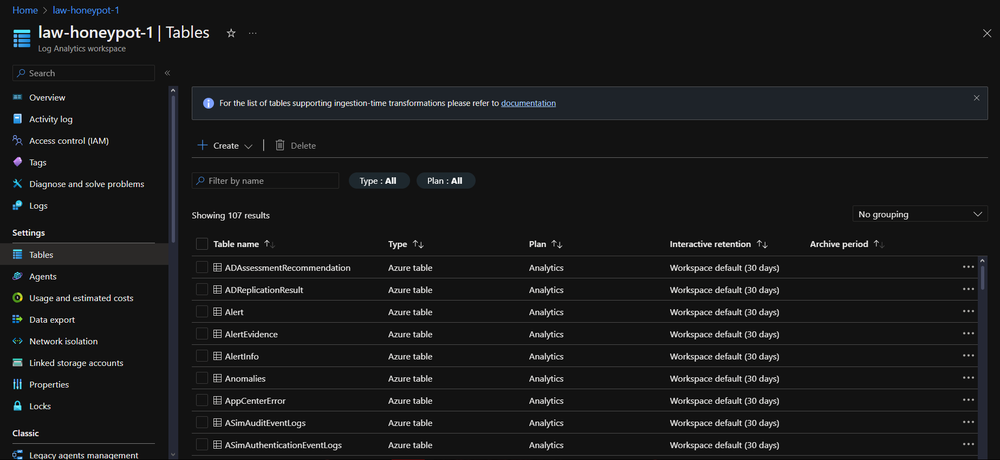 Home > law-honeypot-1
law-honeypot-1 | Tables
Log Analytics workspace
Search
Overview
Activity log
Access control (IAM)
Tags
Diagnose and solve problems
Logs
Settings
Tables
Agents
Usage and estimated costs
Data export
Network isolation
Linked storage accounts
Properties
Locks
Classic
Legacy agents management
For the list of tables supporting ingestion-time transformations please refer to documentation
Create | Delete
Filter by name Type : All Plan : All
Showing 107 results No grouping
Table name Type Plan Interactive retention Archive period
ADAssessmentRecommendation Azure table Analytics Workspace default (30 days)
ADReplicationResult Azure table Analytics Workspace default (30 days)
Alert Azure table Analytics Workspace default (30 days)
AlertEvidence Azure table Analytics Workspace default (30 days)
AlertInfo Azure table Analytics Workspace default (30 days)
Anomalies Azure table Analytics Workspace default (30 days)
AppCenterError Azure table Analytics Workspace default (30 days)
ASimAuditEventLogs Azure table Analytics Workspace default (30 days)
ASimAuthenticationEventLogs Azure table Analytics Workspace default (30 days)